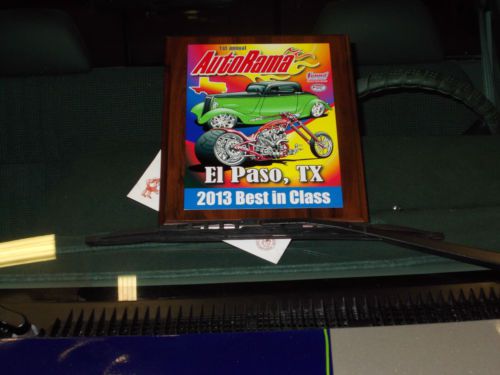 1st annual
AutoRama
El Paso, TX
2013 Best in Class